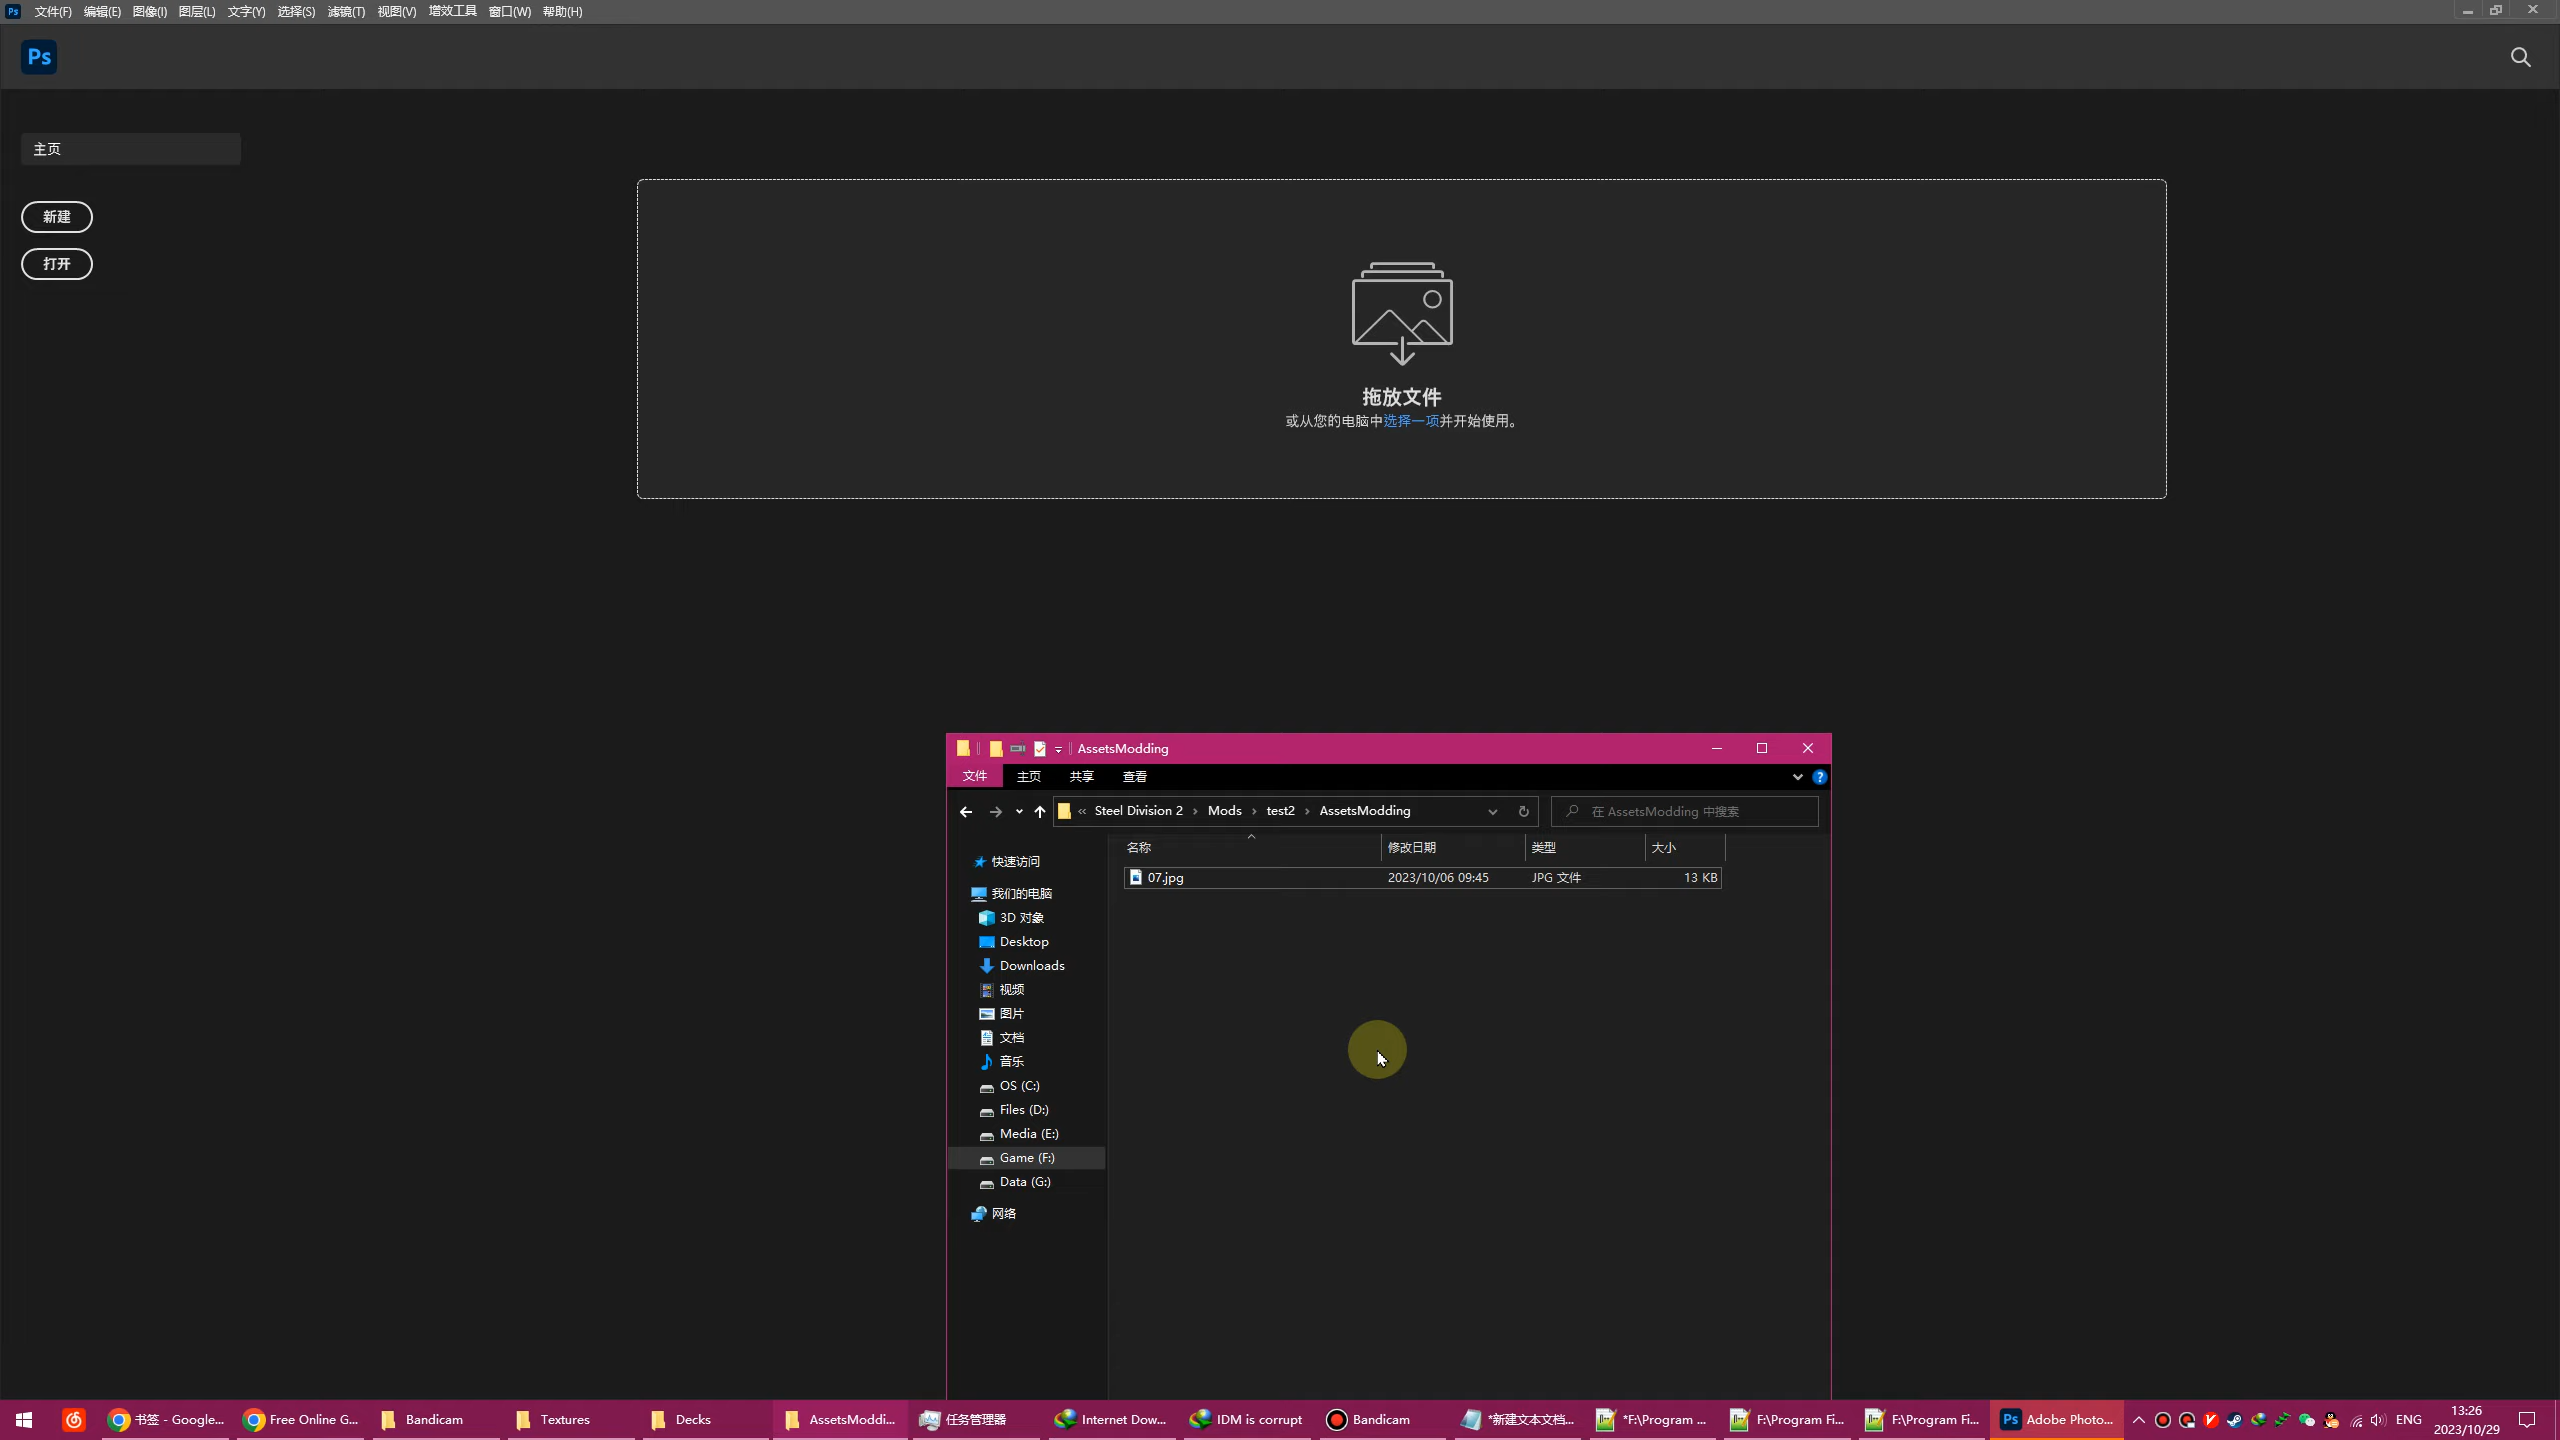 Ps 文件(F) 编辑(E) 图像(I) 图层(L) 文字(Y) 选择(S) 滤镜(T) 视图(V) 增效工具 窗口(W) 帮助(H)
Ps
主页
新建
打开
拖放文件
或从您的电脑中选择一项并开始使用。
AssetsModding
文件 主页 共享 查看
« Steel Division 2 › Mods › test2 › AssetsModding 在 AssetsModding 中搜索
名称 修改日期 类型 大小
07.jpg 2023/10/06 09:45 JPG 文件 13 KB
快速访问
我们的电脑
3D 对象
Desktop
Downloads
视频
图片
文档
音乐
OS (C:)
Files (D:)
Media (E:)
Game (F:)
Data (G:)
网络
书签 - Google... Free Online G... Bandicam Textures Decks AssetsModdi... 任务管理器 Internet Dow... IDM is corrupt Bandicam *新建文本文档... *F:\Program ... F:\Program Fi... F:\Program Fi... Ps Adobe Photo... ENG 13:26
2023/10/29